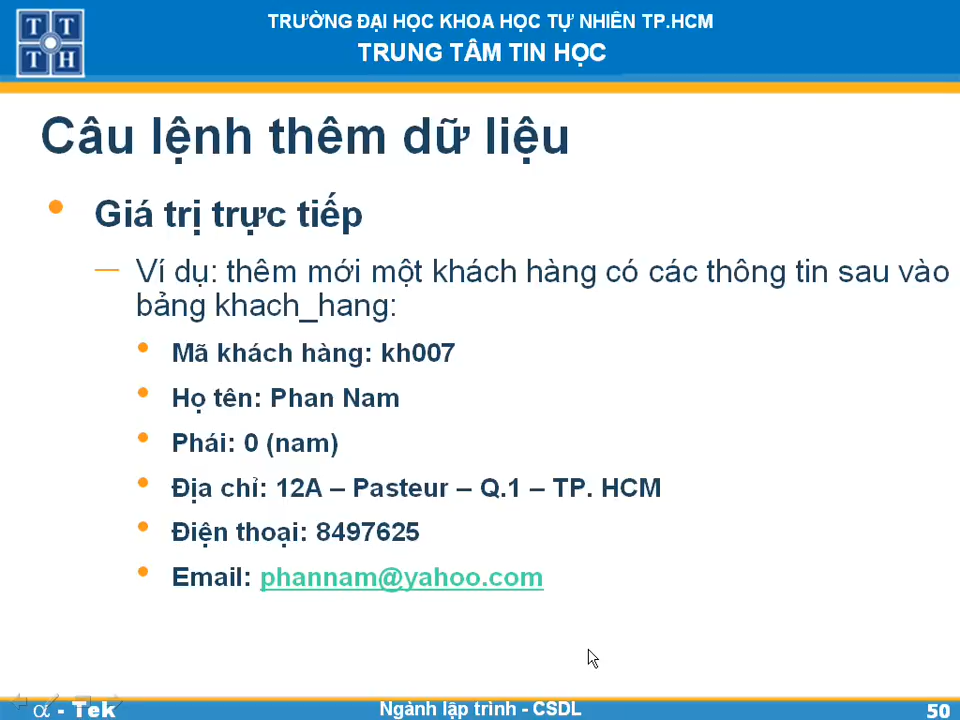 TRƯỜNG ĐẠI HỌC KHOA HỌC TỰ NHIÊN TP.HCM
TRUNG TÂM TIN HỌC
T T
T H
Câu lệnh thêm dữ liệu
• Giá trị trực tiếp
– Ví dụ: thêm mới một khách hàng có các thông tin sau vào
bảng khach_hang:
• Mã khách hàng: kh007
• Họ tên: Phan Nam
• Phái: 0 (nam)
• Địa chỉ: 12A – Pasteur – Q.1 – TP. HCM
• Điện thoại: 8497625
• Email: phannam@yahoo.com
α - Tek
Ngành lập trình - CSDL
50